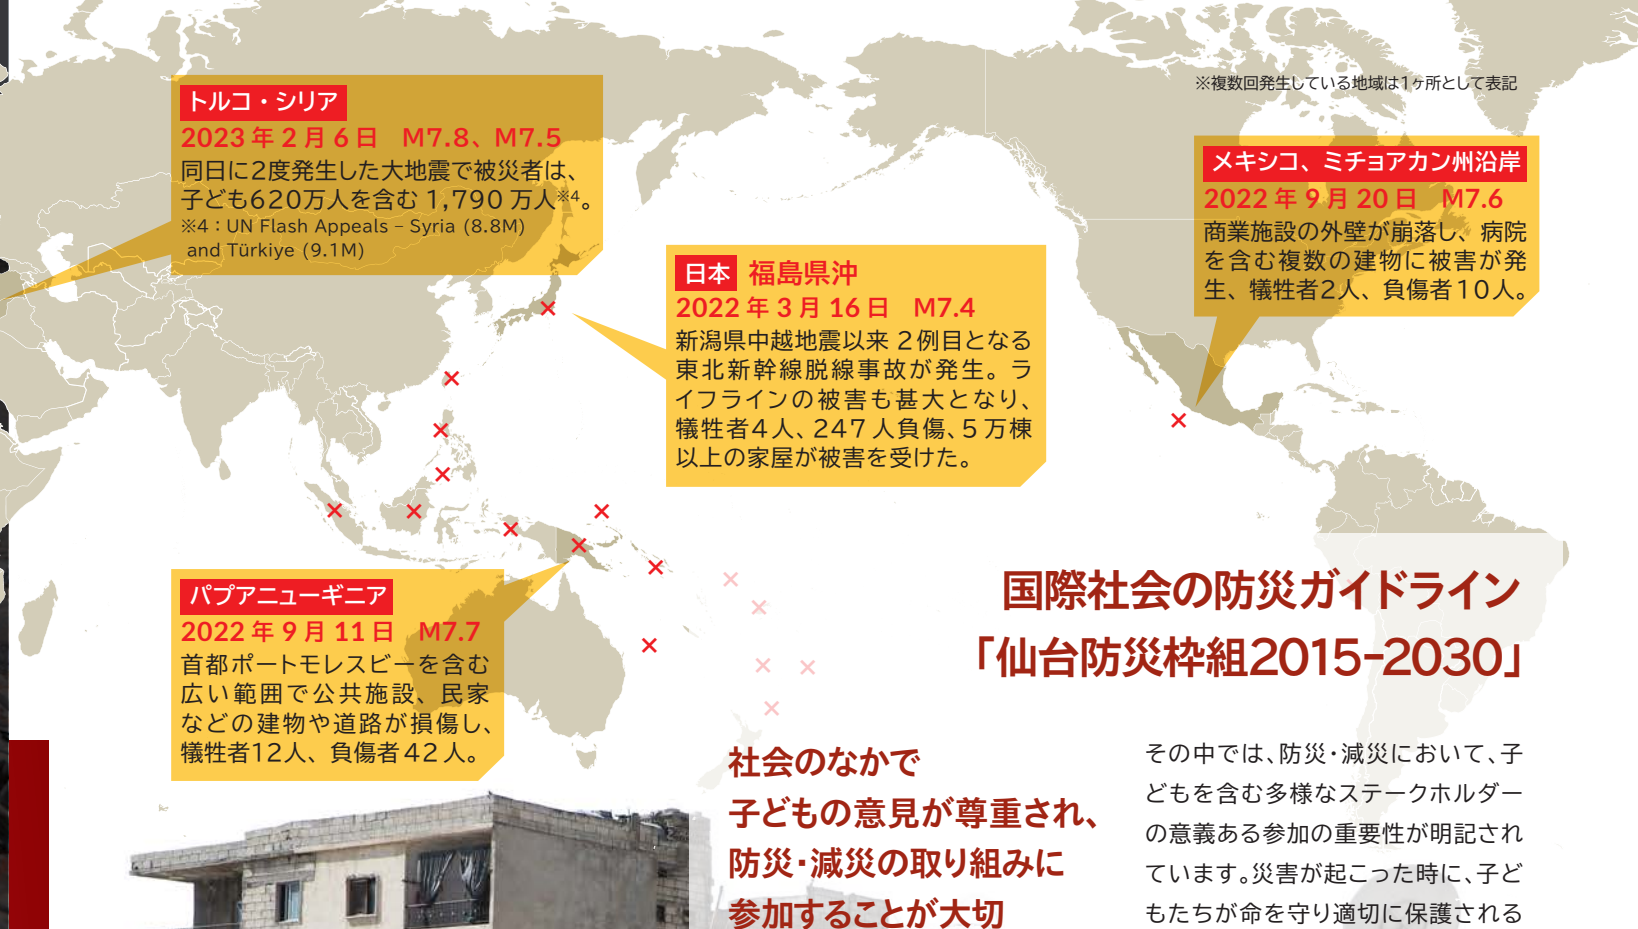 ※複数回発生している地域は1ヶ所として表記
トルコ・シリア
2023年2月6日　M7.8、M7.5
同日に2度発生した大地震で被災者は、
子ども620万人を含む 1,790 万人※4。
※4：UN Flash Appeals – Syria (8.8M)
and Türkiye (9.1M)
メキシコ、ミチョアカン州沿岸
2022年9月20日　M7.6
商業施設の外壁が崩落し、病院
を含む複数の建物に被害が発
生、犠牲者2人、負傷者10人。
日本 福島県沖
2022年3月16日　M7.4
新潟県中越地震以来 2例目となる
東北新幹線脱線事故が発生。ラ
イフラインの被害も甚大となり、
犠牲者4人、247人負傷、5万棟
以上の家屋が被害を受けた。
パプアニューギニア
2022年9月11日　M7.7
首都ポートモレスビーを含む
広い範囲で公共施設、民家
などの建物や道路が損傷し、
犠牲者12人、負傷者42人。
国際社会の防災ガイドライン
「仙台防災枠組2015-2030」
社会のなかで
子どもの意見が尊重され、
防災・減災の取り組みに
参加することが大切
その中では、防災・減災において、子
どもを含む多様なステークホルダー
の意義ある参加の重要性が明記され
ています。災害が起こった時に、子ど
もたちが命を守り適切に保護される